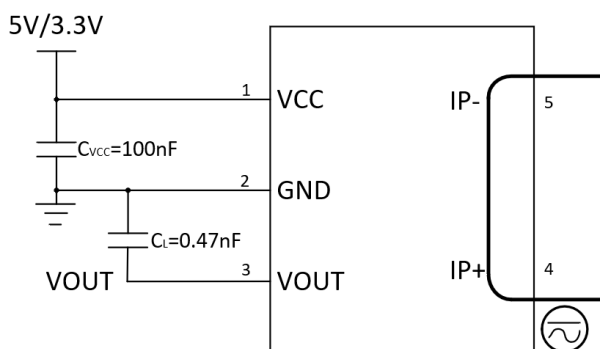 5V/3.3V
1
VCC
IP-
5
CVCC=100nF
2
GND
CL=0.47nF
IP+
4
VOUT
3
VOUT